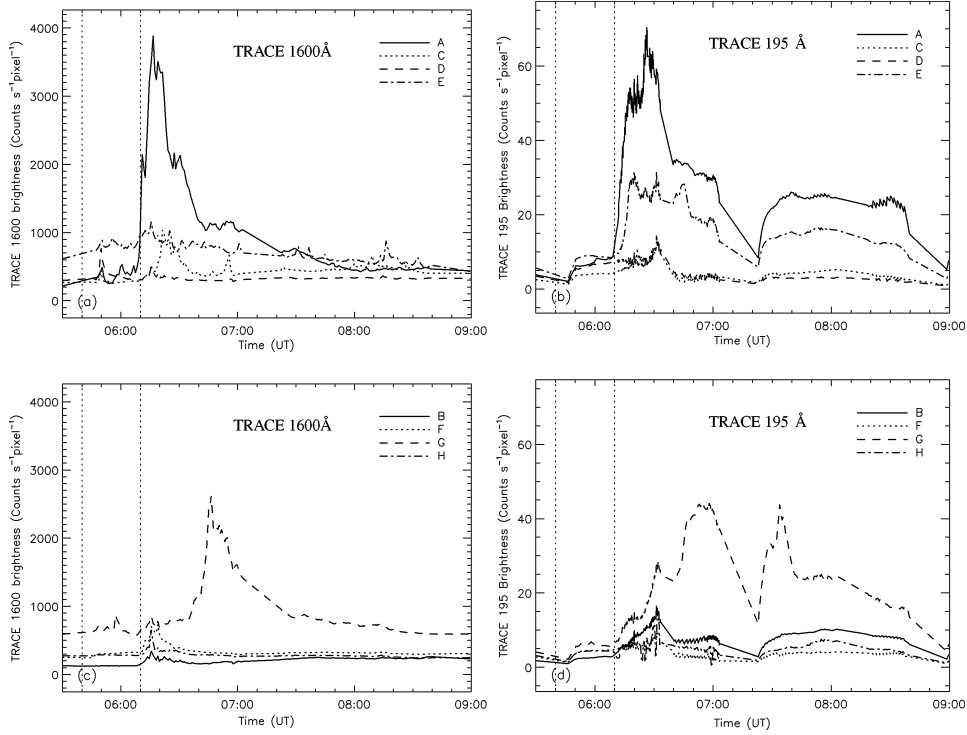 TRACE 1600Å
A
C
D
E
TRACE 1600 brightness (Counts s⁻¹pixel⁻¹)
4000
3000
2000
1000
0
(a)
06:00
07:00
08:00
09:00
Time (UT)
TRACE 195 Å
A
C
D
E
TRACE 195 Brightness (Counts s⁻¹pixel⁻¹)
60
40
20
0
(b)
06:00
07:00
08:00
09:00
Time (UT)
TRACE 1600Å
B
F
G
H
TRACE 1600 brightness (Counts s⁻¹pixel⁻¹)
4000
3000
2000
1000
0
(c)
06:00
07:00
08:00
09:00
Time (UT)
TRACE 195 Å
B
F
G
H
TRACE 195 Brightness (Counts s⁻¹pixel⁻¹)
60
40
20
0
(d)
06:00
07:00
08:00
09:00
Time (UT)